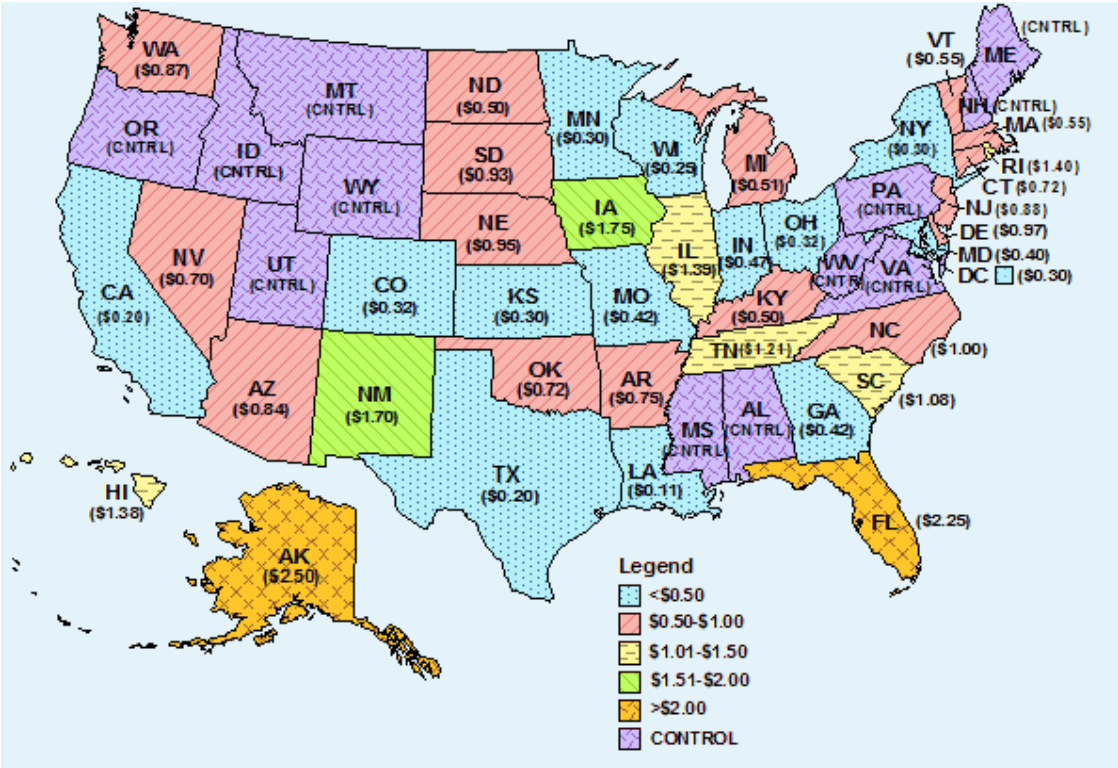 WA
($0.87)
OR
(CNTRL)
CA
($0.20)
NV
($0.70)
ID
(CNTRL)
MT
(CNTRL)
WY
(CNTRL)
UT
(CNTRL)
AZ
($0.84)
CO
($0.32)
NM
($1.70)
ND
($0.50)
SD
($0.93)
NE
($0.95)
KS
($0.30)
OK
($0.72)
TX
($0.20)
MN
($0.30)
IA
($1.75)
MO
($0.42)
AR
($0.75)
LA
($0.11)
WI
($0.25)
IL
($1.39)
MI
($0.51)
IN
($0.47)
OH
($0.32)
KY
($0.50)
TN($1.21)
MS
(CNTRL)
AL
(CNTRL)
GA
($0.42)
FL ($2.25)
SC
($1.08)
NC
($1.00)
WV
(CNTRL)
VA
(CNTRL)
PA
(CNTRL)
NY
($0.30)
VT
($0.55)
(CNTRL)
ME
NH(CNTRL)
MA($0.55)
RI($1.40)
CT($0.72)
NJ($0.88)
DE($0.97)
MD($0.40)
DC ($0.30)
HI
($1.38)
AK
($2.50)
Legend
<$0.50
$0.50-$1.00
$1.01-$1.50
$1.51-$2.00
>$2.00
CONTROL